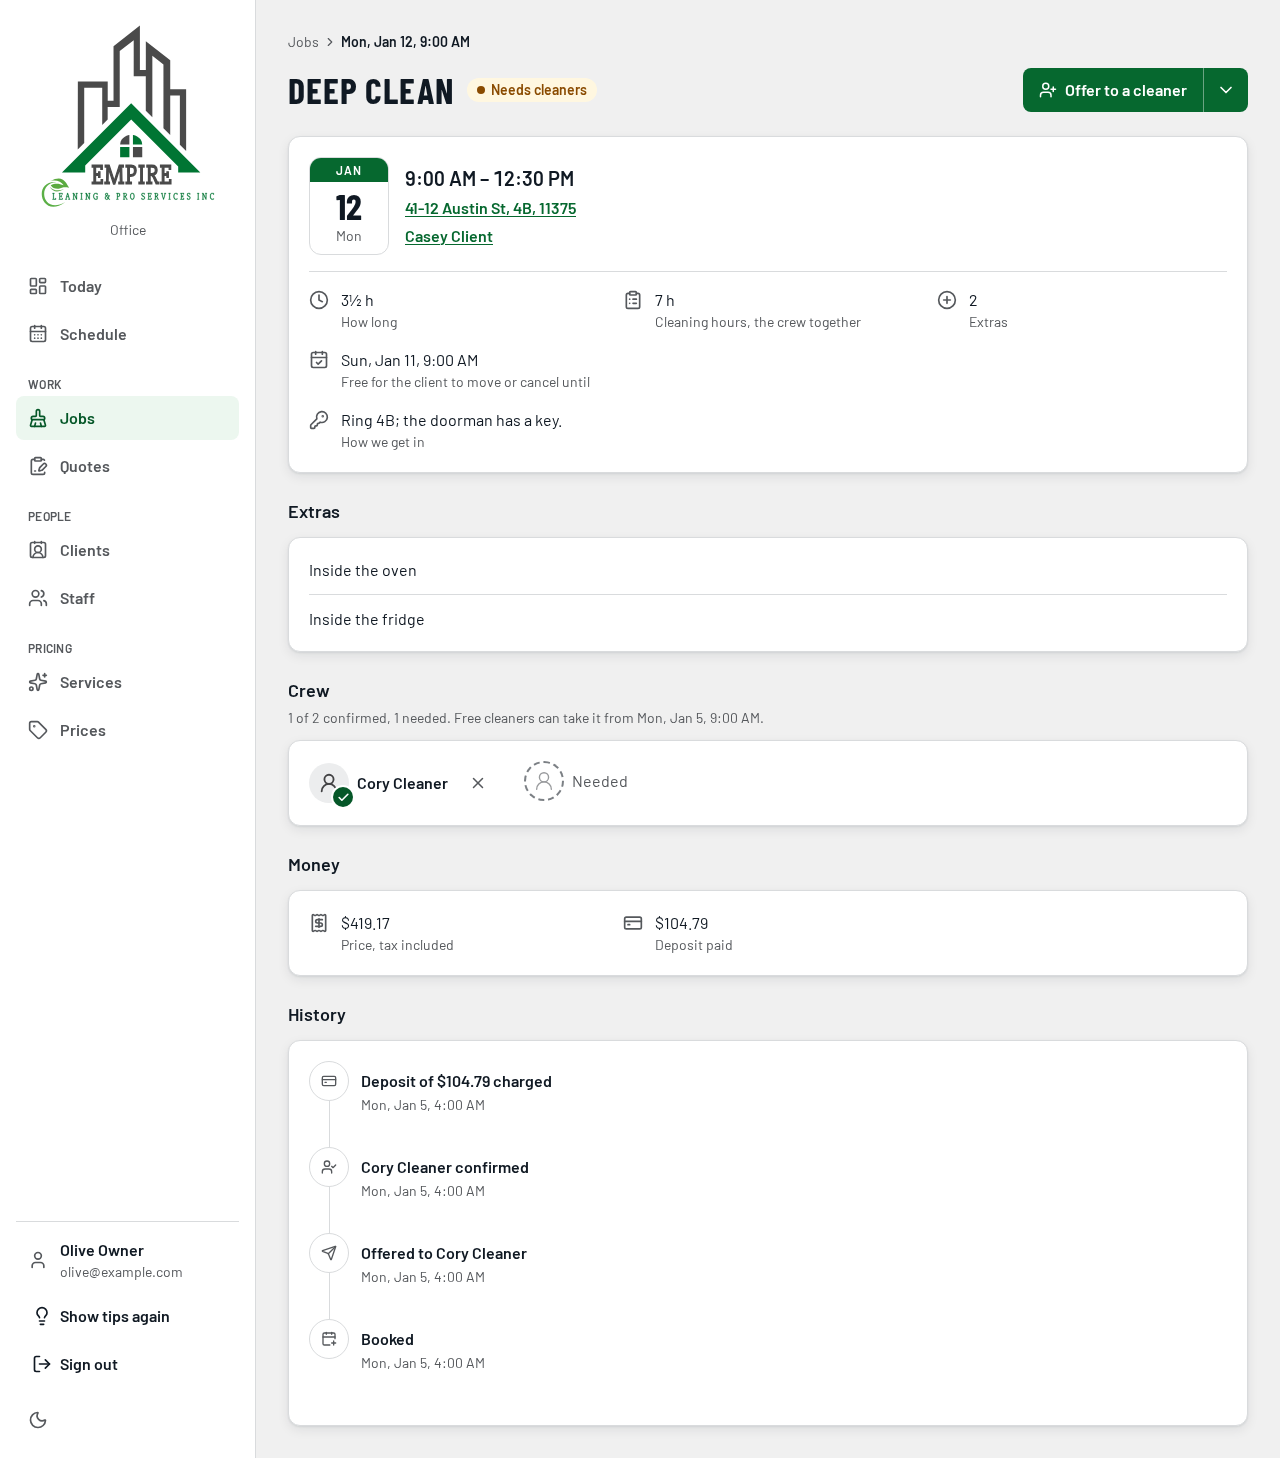 EMPIRE
LEANING & PRO SERVICES INC
Office
Today
Schedule
WORK
Jobs
Quotes
PEOPLE
Clients
Staff
PRICING
Services
Prices
Olive Owner
olive@example.com
Show tips again
Sign out
Jobs > Mon, Jan 12, 9:00 AM
DEEP CLEAN
Needs cleaners
Offer to a cleaner
JAN
12
Mon
9:00 AM – 12:30 PM
41-12 Austin St, 4B, 11375
Casey Client
3½ h
How long
7 h
Cleaning hours, the crew together
2
Extras
Sun, Jan 11, 9:00 AM
Free for the client to move or cancel until
Ring 4B; the doorman has a key.
How we get in
Extras
Inside the oven
Inside the fridge
Crew
1 of 2 confirmed, 1 needed. Free cleaners can take it from Mon, Jan 5, 9:00 AM.
Cory Cleaner
Needed
Money
$419.17
Price, tax included
$104.79
Deposit paid
History
Deposit of $104.79 charged
Mon, Jan 5, 4:00 AM
Cory Cleaner confirmed
Mon, Jan 5, 4:00 AM
Offered to Cory Cleaner
Mon, Jan 5, 4:00 AM
Booked
Mon, Jan 5, 4:00 AM